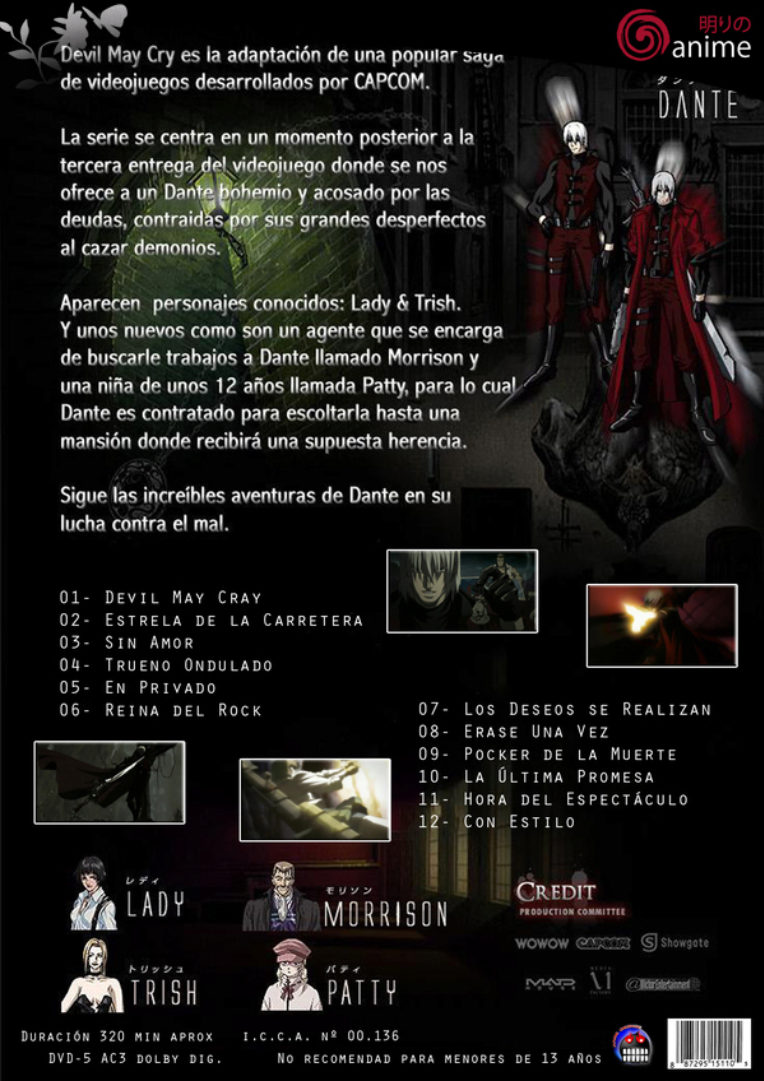 明りの
anime
Devil May Cry es la adaptación de una popular saga
de videojuegos desarrollados por CAPCOM.
ダンテ
DANTE
La serie se centra en un momento posterior a la
tercera entrega del videojuego donde se nos
ofrece a un Dante bohemio y acosado por las
deudas, contraidas por sus grandes desperfectos
al cazar demonios.
Aparecen personajes conocidos: Lady & Trish.
Y unos nuevos como son un agente que se encarga
de buscarle trabajos a Dante llamado Morrison y
una niña de unos 12 años llamada Patty, para lo cual
Dante es contratado para escoltarla hasta una
mansión donde recibirá una supuesta herencia.
Sigue las increíbles aventuras de Dante en su
lucha contra el mal.
01- DEVIL MAY CRAY
02- ESTRELA DE LA CARRETERA
03- SIN AMOR
04- TRUENO ONDULADO
05- EN PRIVADO
06- REINA DEL ROCK
07- LOS DESEOS SE REALIZAN
08- ERASE UNA VEZ
09- POCKER DE LA MUERTE
10- LA ÚLTIMA PROMESA
11- HORA DEL ESPECTÁCULO
12- CON ESTILO
レディ
LADY
モリソン
MORRISON
トリッシュ
TRISH
パティ
PATTY
CREDIT
PRODUCTION COMMITTEE
WOWOW CAPCOM Showgate
MAD
DURACIÓN 320 MIN APROX I.C.C.A. Nº 00.136
DVD-5 AC3 DOLBY DIG. NO RECOMENDAD PARA MENORES DE 13 AÑOS
8 87295 15110 3